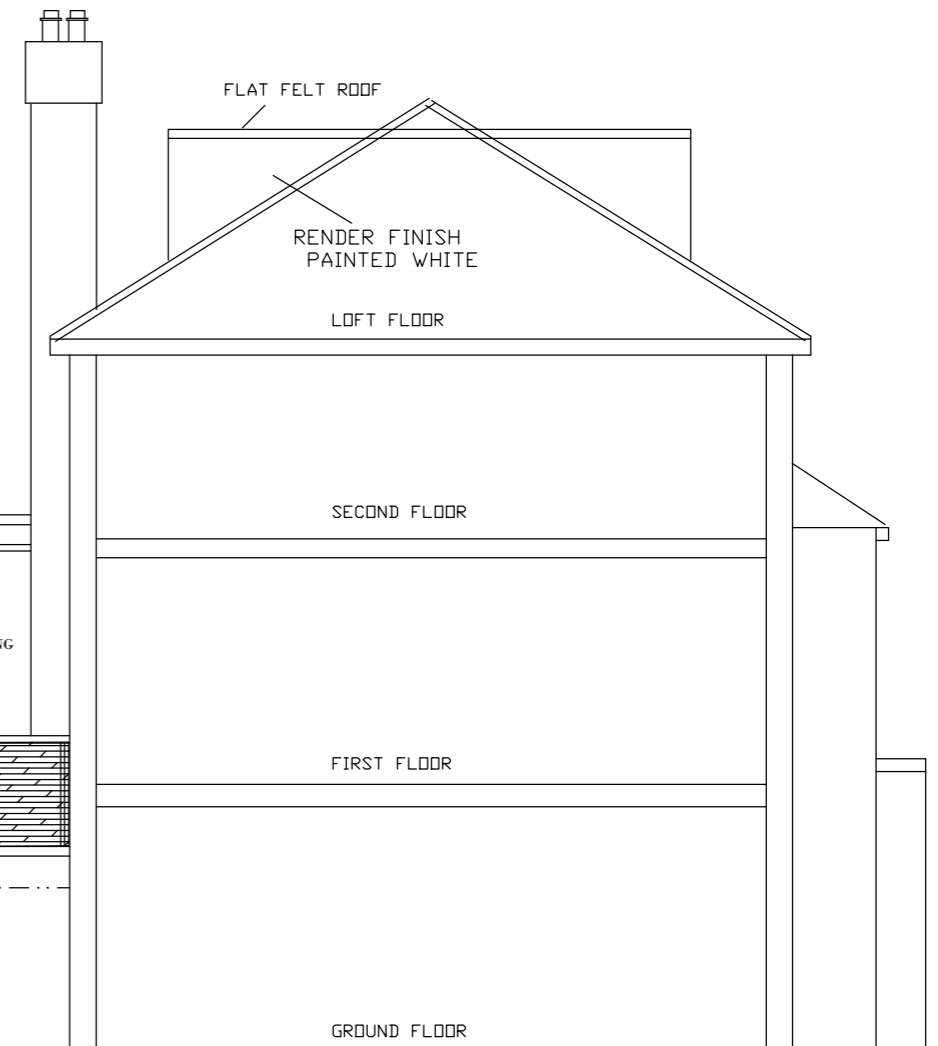 FLAT FELT ROOF
RENDER FINISH
PAINTED WHITE
LOFT FLOOR
SECOND FLOOR
FIRST FLOOR
GROUND FLOOR